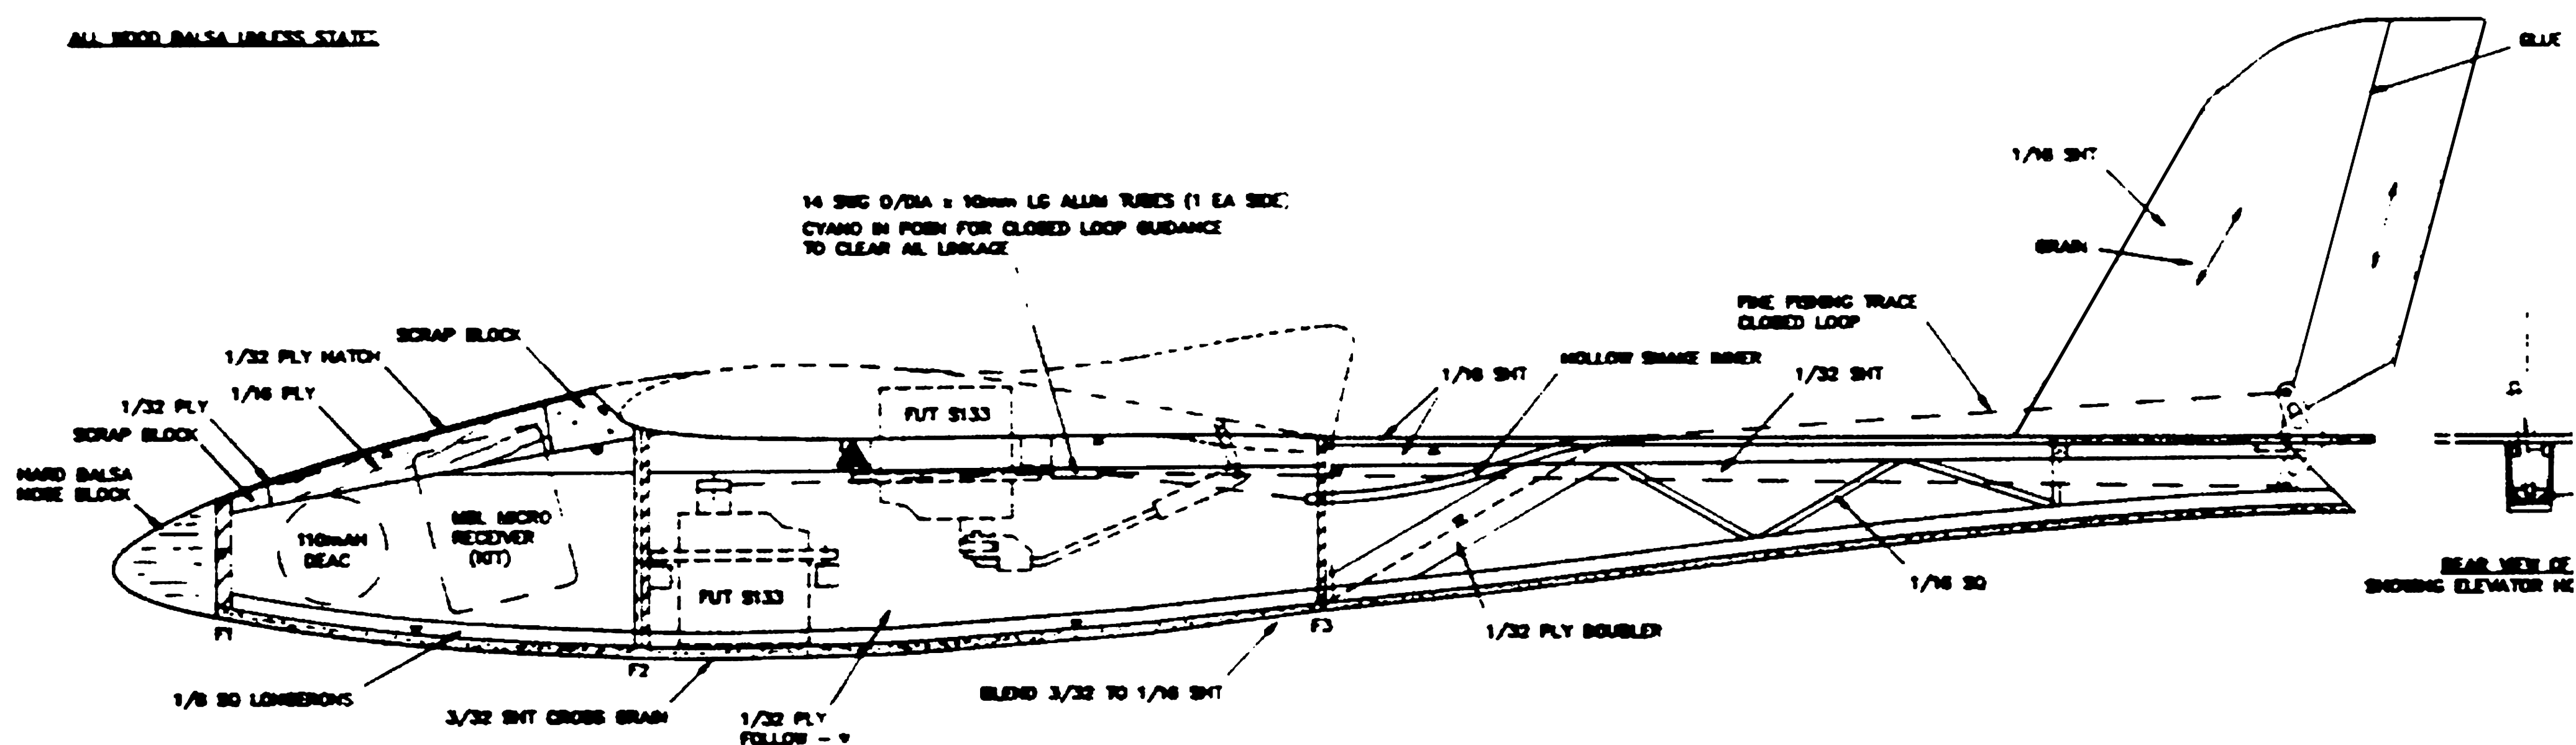 ALL WOOD BALSA UNLESS STATED
GLUE
1/16 SHT
GRAIN
14 SWG O/DIA x 10mm LG ALUM TUBES (1 EA SIDE)
CYANO IN POSN FOR CLOSED LOOP GUIDANCE
TO CLEAR AIL LINKAGE
FINE FISHING TRACE
CLOSED LOOP
SCRAP BLOCK
1/32 PLY HATCH
1/16 PLY
1/32 PLY
SCRAP BLOCK
HARD BALSA
NOSE BLOCK
1/16 SHT
HOLLOW SNAKE INNER
1/32 SHT
FUT S133
110mAH
DEAC
MBL MICRO
RECEIVER
(KIT)
FUT S133
F1
F2
F3
1/16 SQ
REAR VIEW OF
SHOWING ELEVATOR
1/32 PLY DOUBLER
1/8 SQ LONGERONS
3/32 SHT CROSS GRAIN
1/32 PLY
FOLLOW -
BLEND 3/32 TO 1/16 SHT